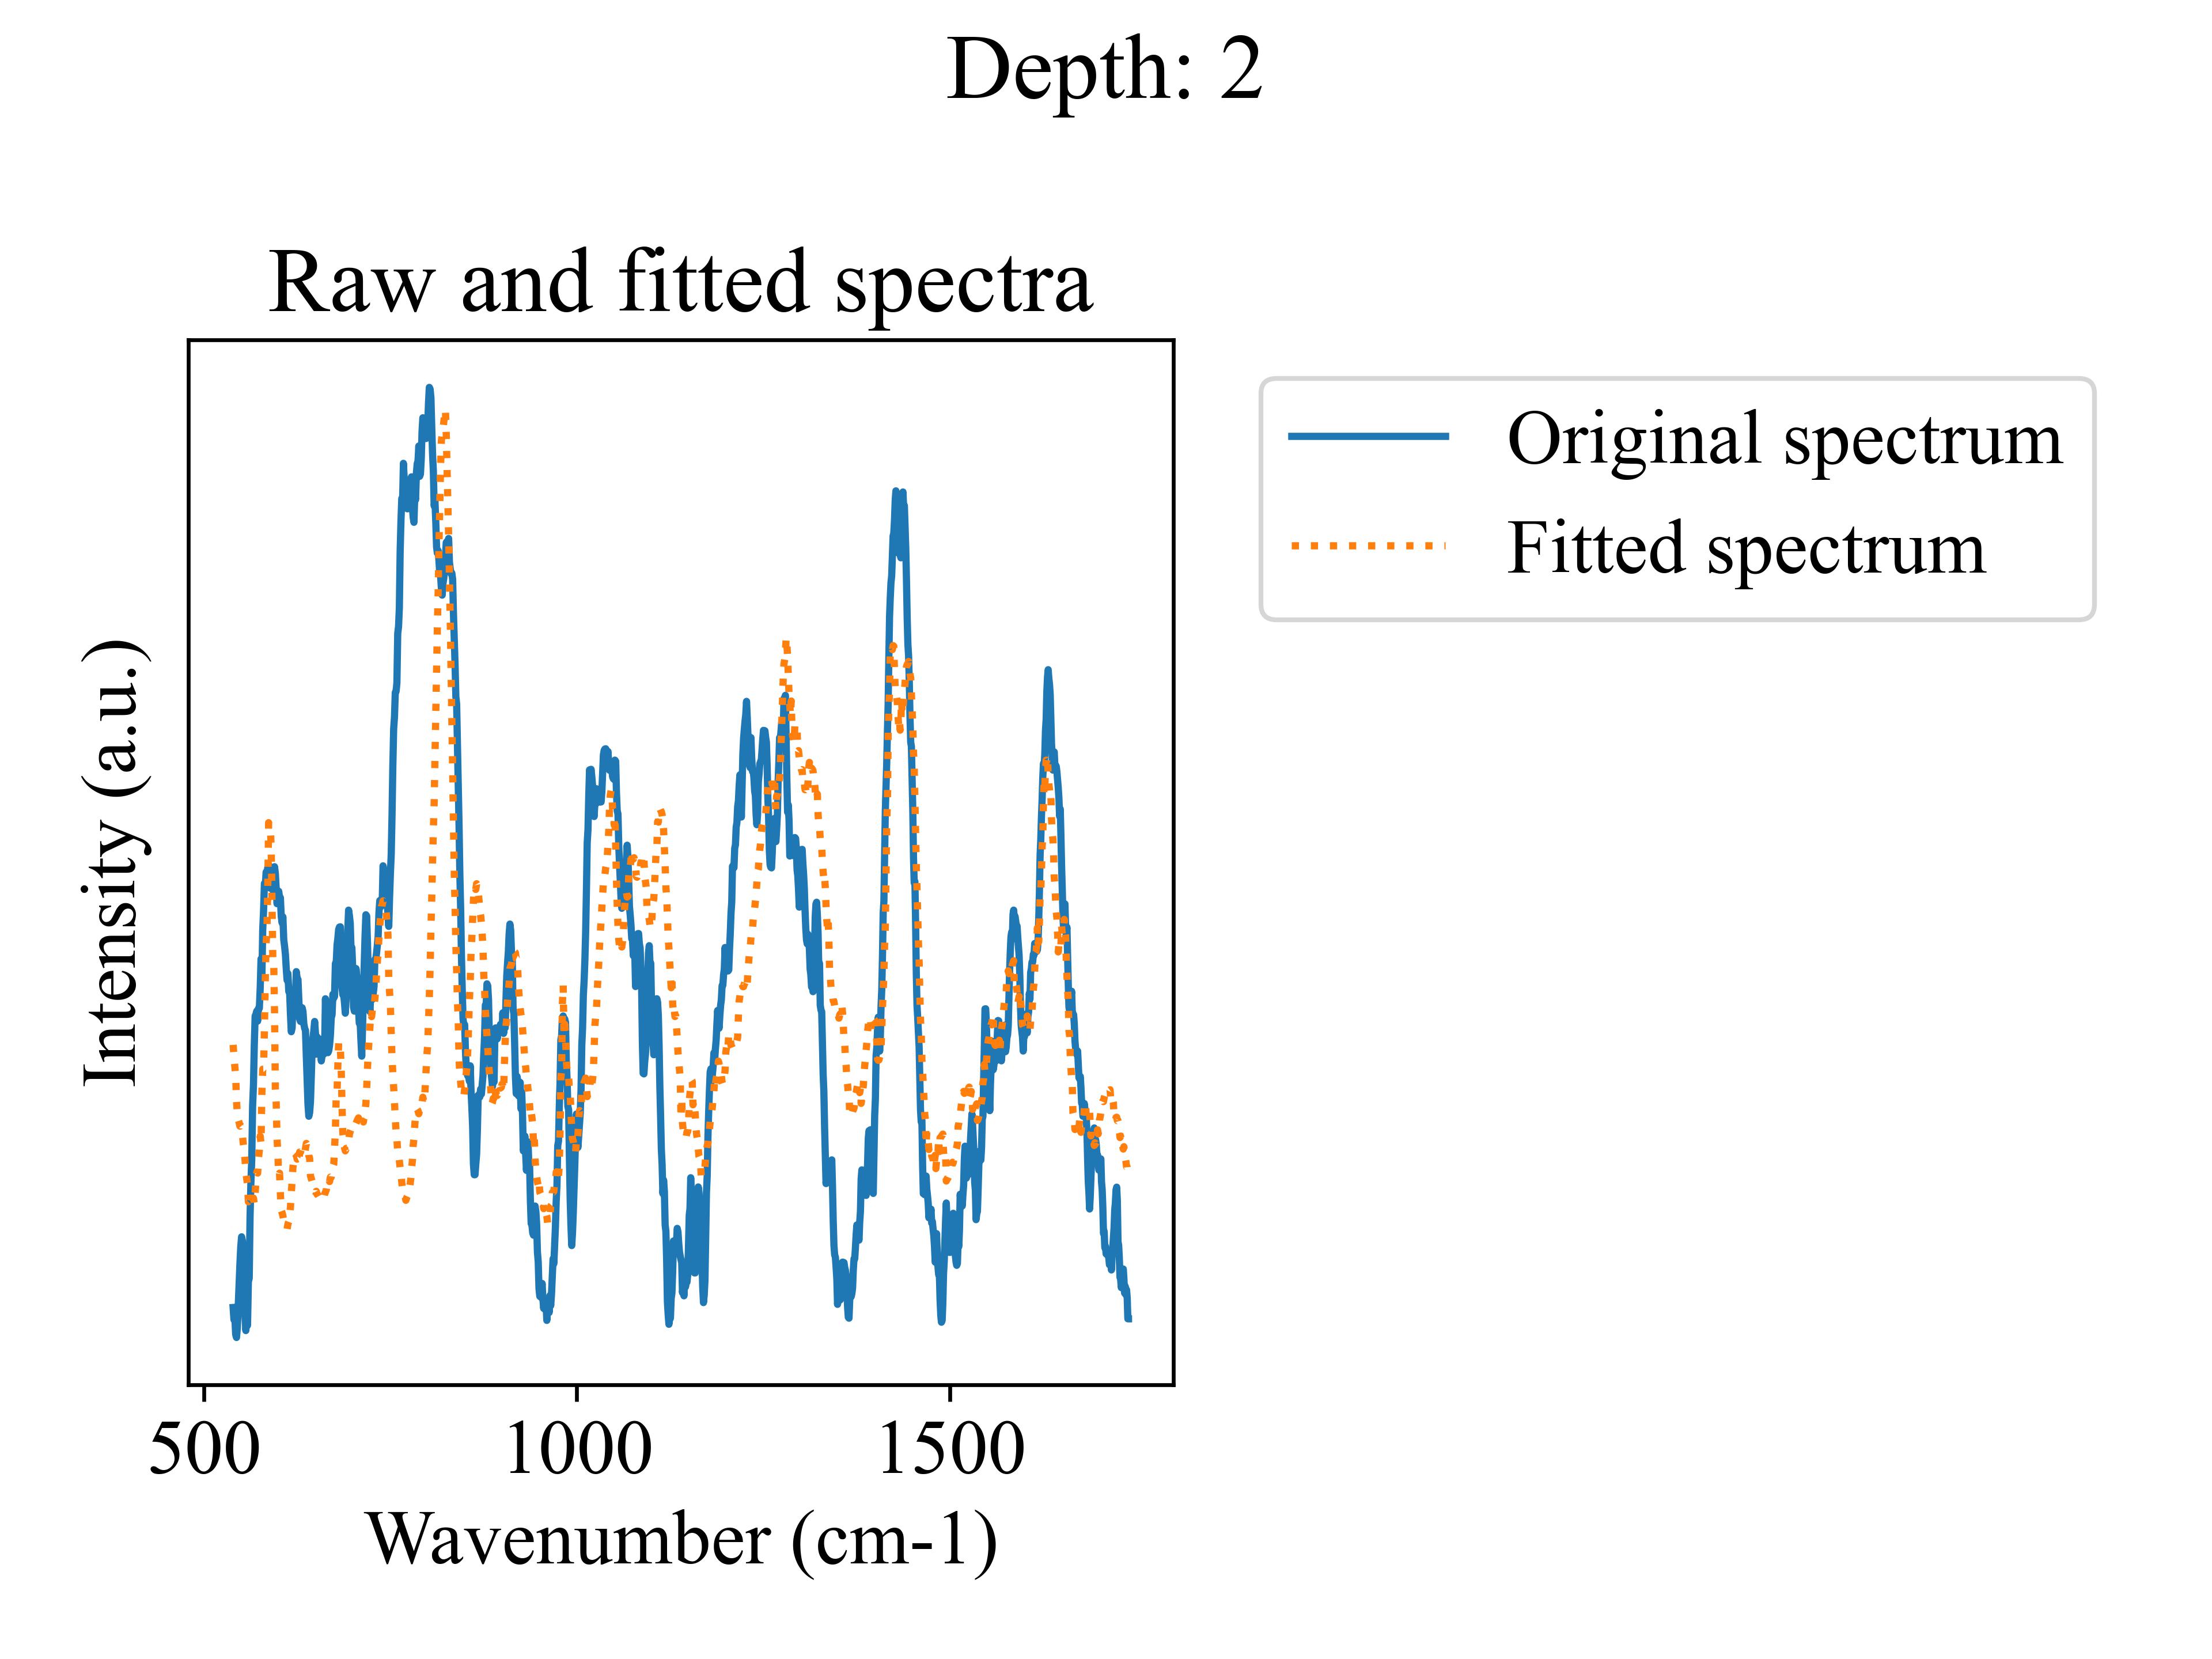 Depth: 2
Raw and fitted spectra
Original spectrum
Fitted spectrum
Intensity (a.u.)
500 1000 1500
Wavenumber (cm-1)